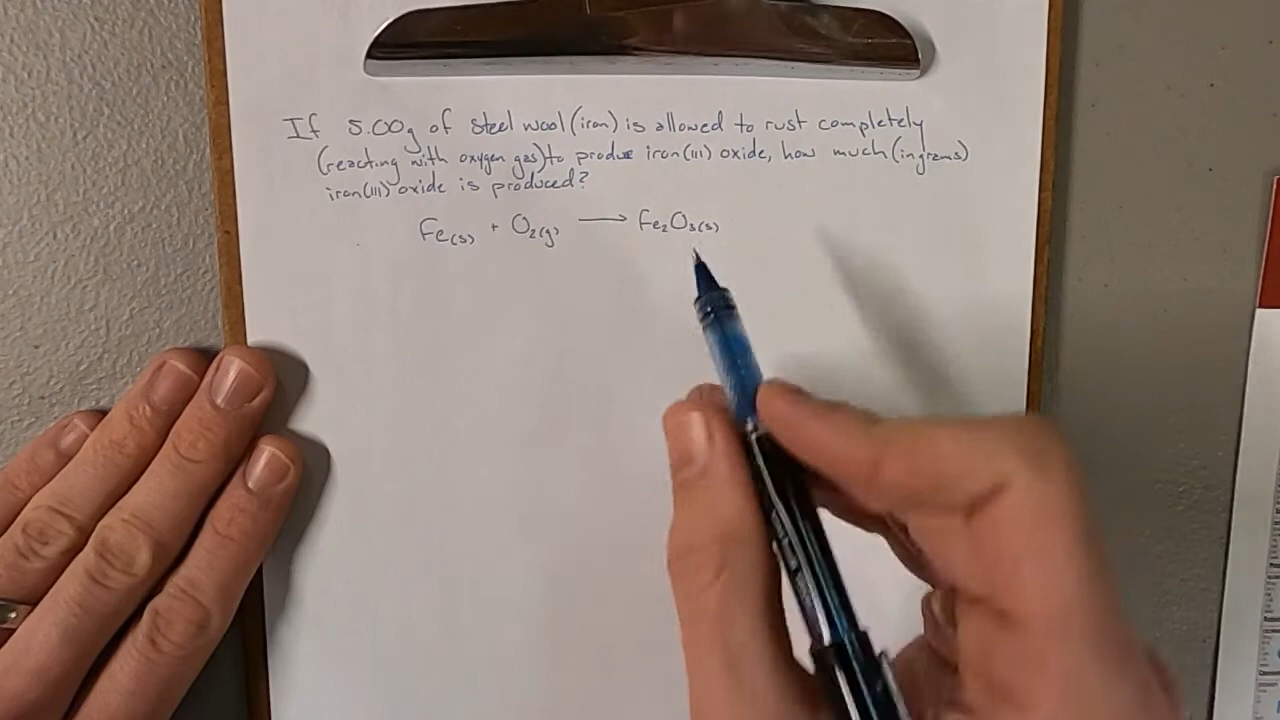 If 5.00g of steel wool (iron) is allowed to rust completely
(reacting with oxygen gas) to produce iron(III) oxide, how much (in grams)
iron(III) oxide is produced?
Fe(s) + O₂(g) → Fe₂O₃(s)